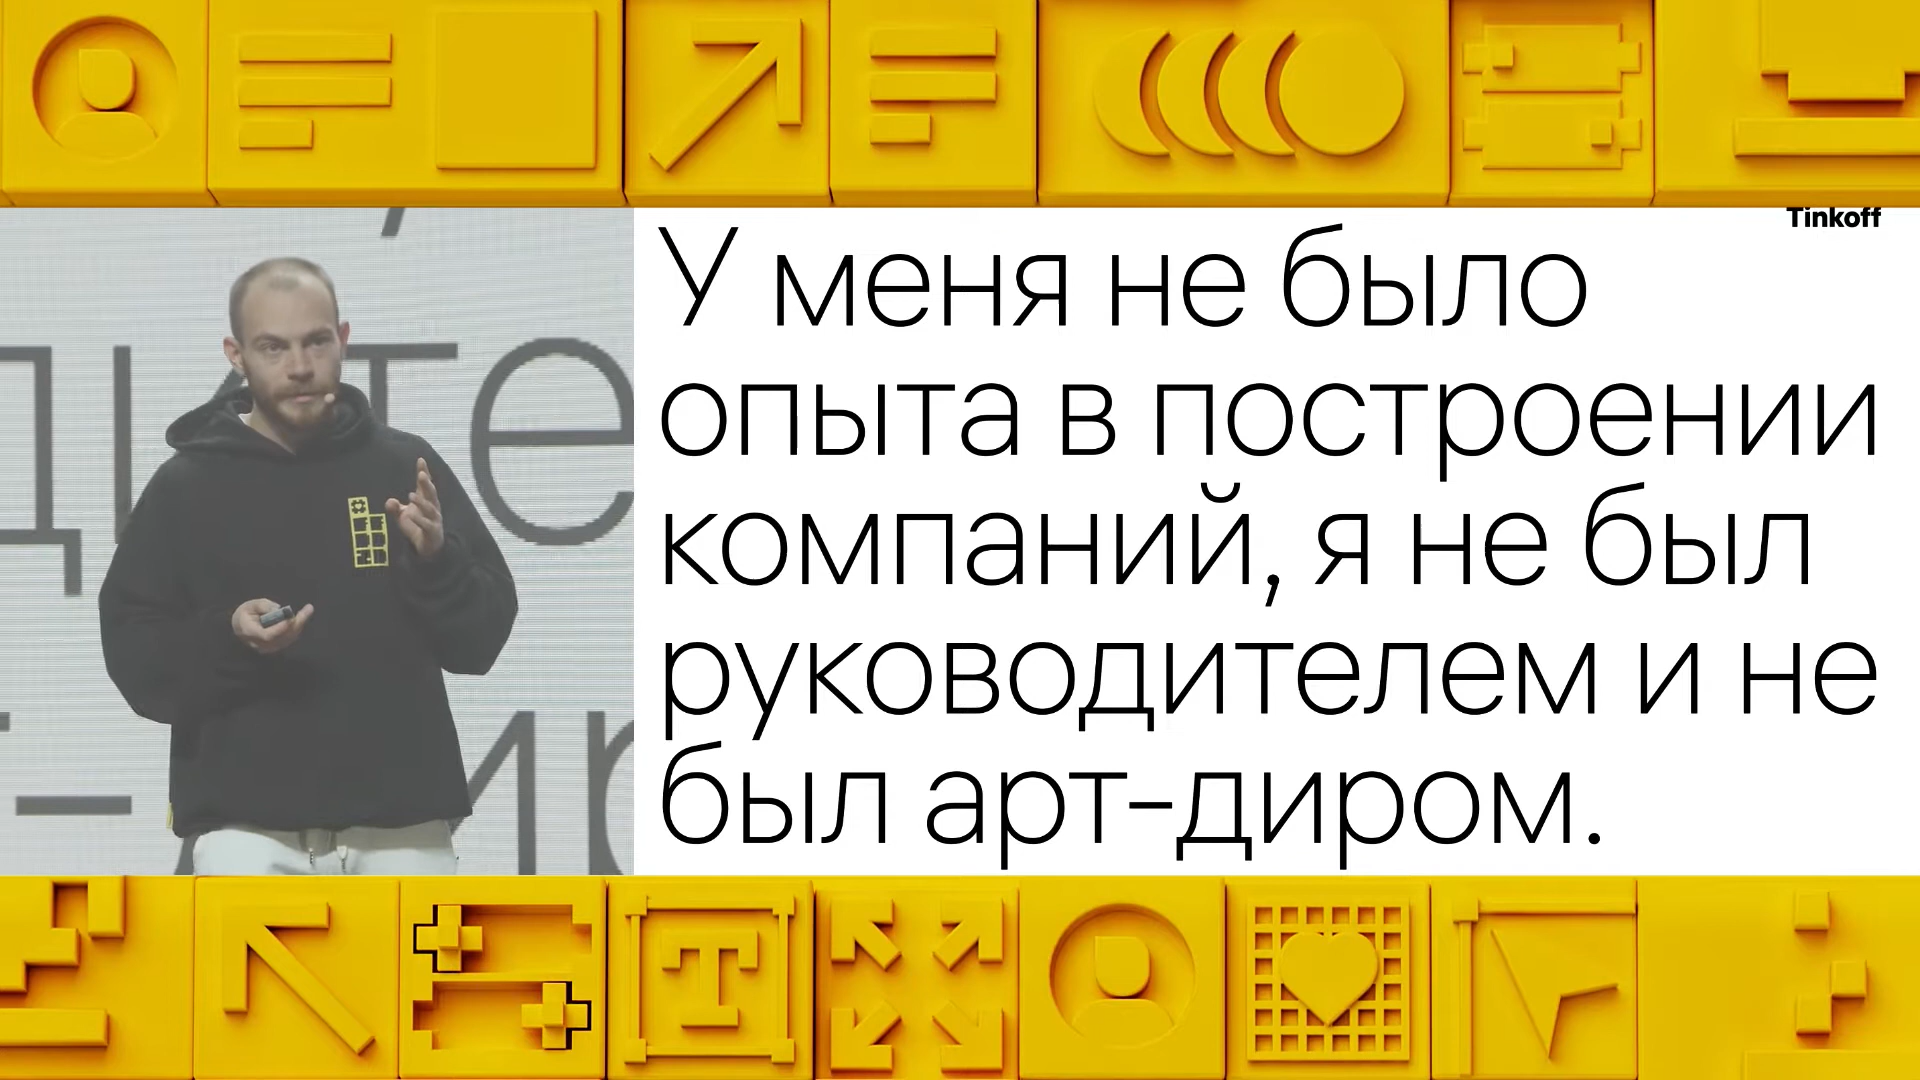 Tinkoff
У меня не было
опыта в построении
компаний, я не был
руководителем и не
был арт-диром.